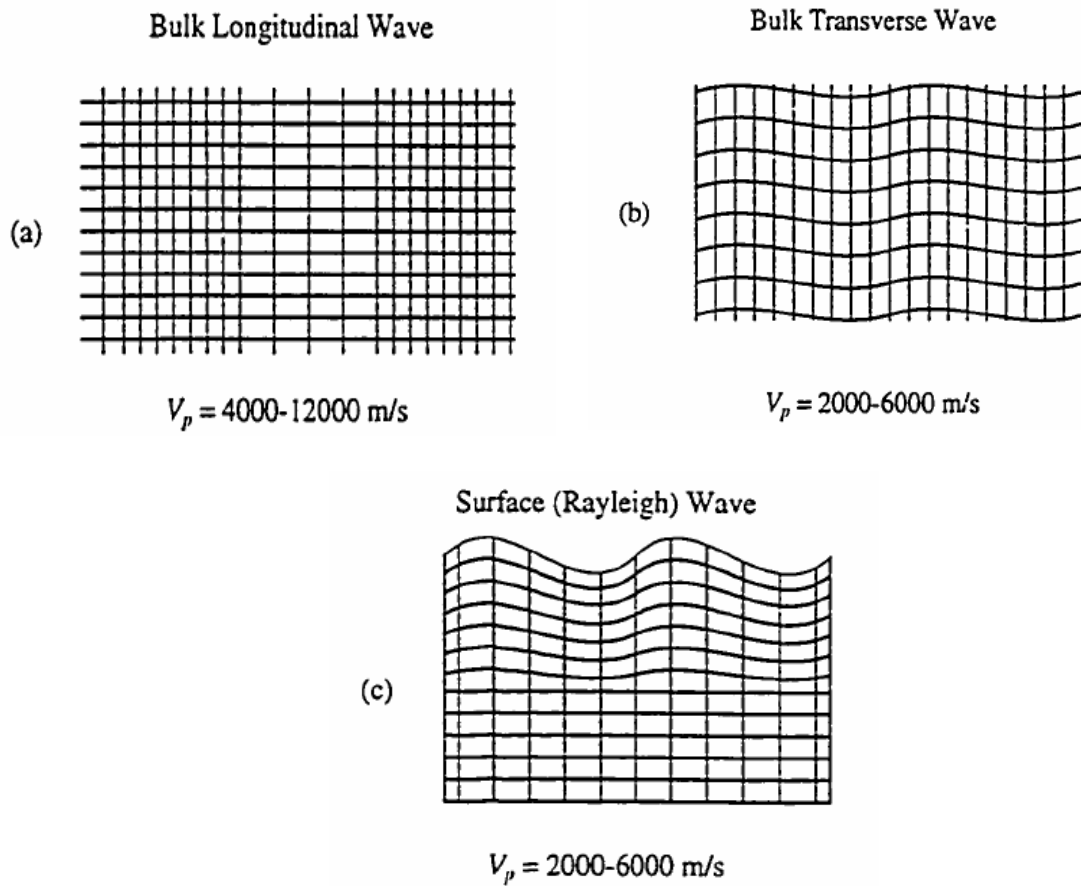 Bulk Longitudinal Wave
(a)
V_p = 4000-12000 m/s
Bulk Transverse Wave
(b)
V_p = 2000-6000 m/s
Surface (Rayleigh) Wave
(c)
V_p = 2000-6000 m/s